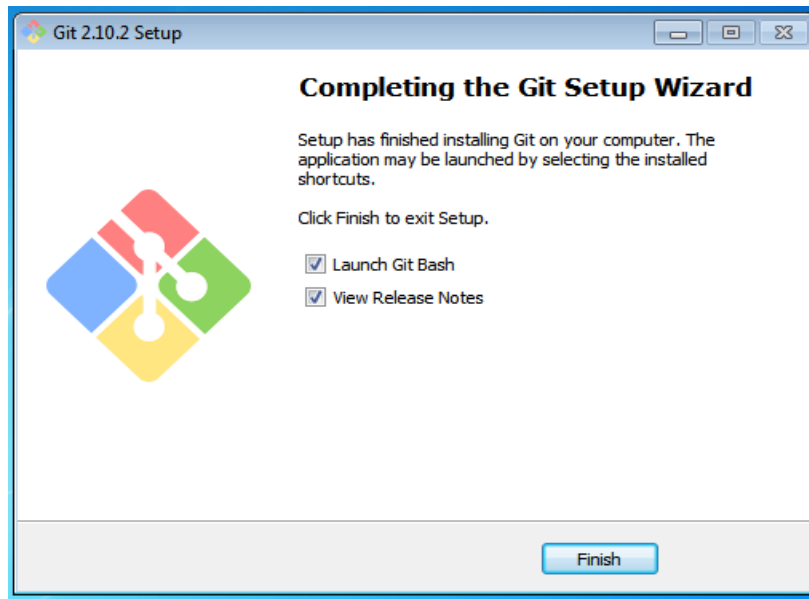 Git 2.10.2 Setup
Completing the Git Setup Wizard
Setup has finished installing Git on your computer. The
application may be launched by selecting the installed
shortcuts.
Click Finish to exit Setup.
Launch Git Bash
View Release Notes
Finish